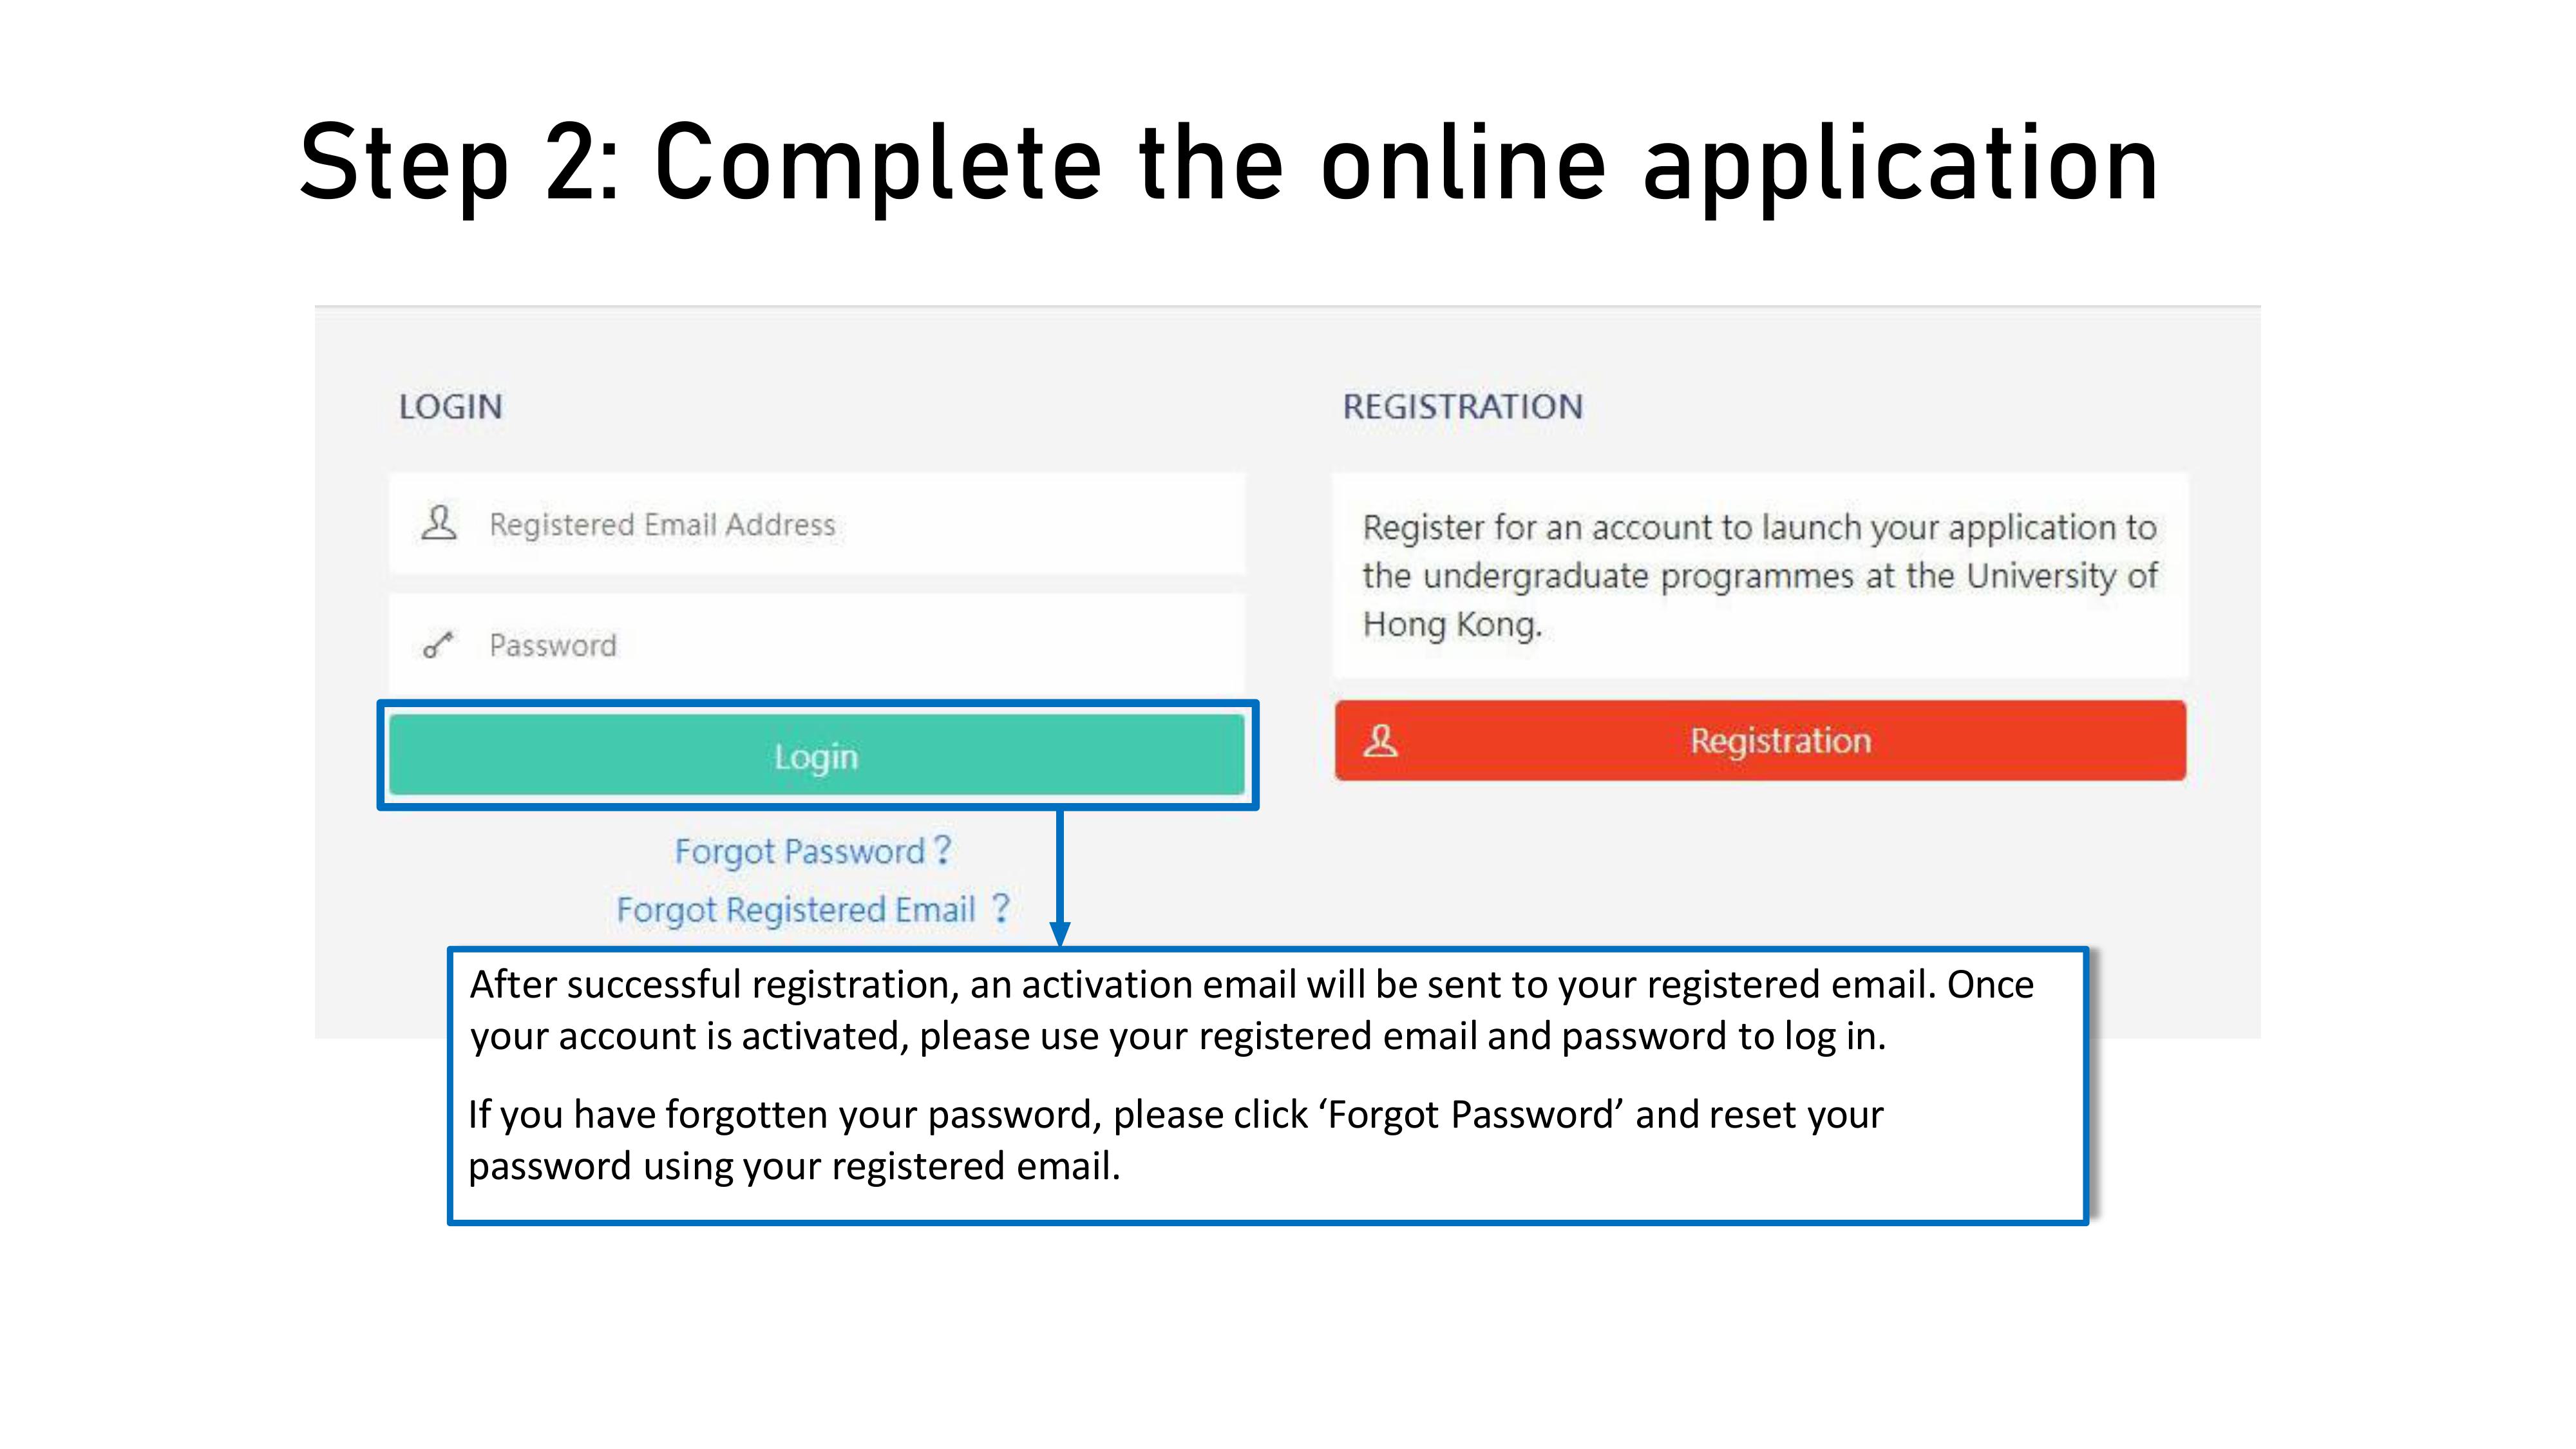 Step 2: Complete the online application
LOGIN
Registered Email Address
Password
Login
Forgot Password ?
Forgot Registered Email ?
REGISTRATION
Register for an account to launch your application to
the undergraduate programmes at the University of
Hong Kong.
Registration
After successful registration, an activation email will be sent to your registered email. Once
your account is activated, please use your registered email and password to log in.
If you have forgotten your password, please click ‘Forgot Password’ and reset your
password using your registered email.